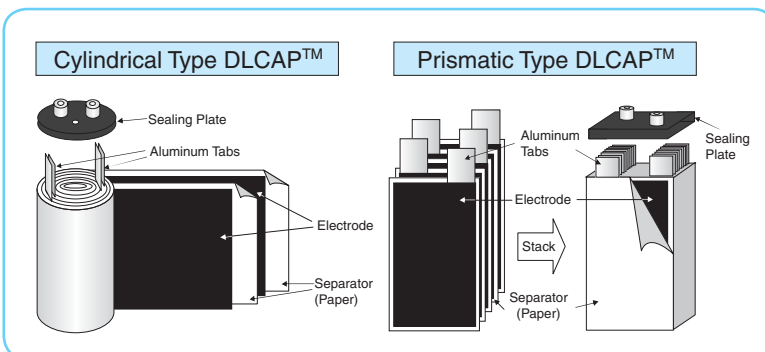 Cylindrical Type DLCAP™
Sealing Plate
Aluminum Tabs
Electrode
Separator
(Paper)
Prismatic Type DLCAP™
Aluminum
Tabs
Sealing
Plate
Electrode
Stack
Separator
(Paper)